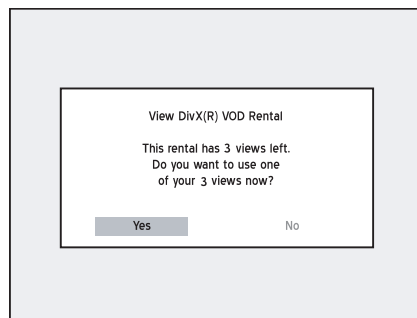 View DivX(R) VOD Rental
This rental has 3 views left.
Do you want to use one
of your 3 views now?
Yes No